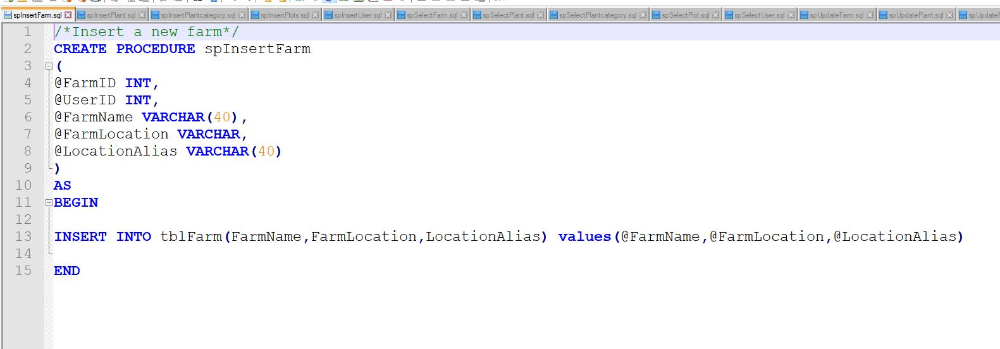 spInsertFarm.sql spInsertPlant.sql spInsertPlantcategory.sql spInsertPlots.sql spInsertUser.sql spSelectFarm.sql spSelectPlant.sql spSelectPlantcategory.sql spSelectPlot.sql spSelectUser.sql spUpdateFarm.sql spUpdatePlant.sql
1 /*Insert a new farm*/
2 CREATE PROCEDURE spInsertFarm
3 (
4 @FarmID INT,
5 @UserID INT,
6 @FarmName VARCHAR(40),
7 @FarmLocation VARCHAR,
8 @LocationAlias VARCHAR(40)
9 )
10 AS
11 BEGIN
12
13 INSERT INTO tblFarm(FarmName,FarmLocation,LocationAlias) values(@FarmName,@FarmLocation,@LocationAlias)
14
15 END